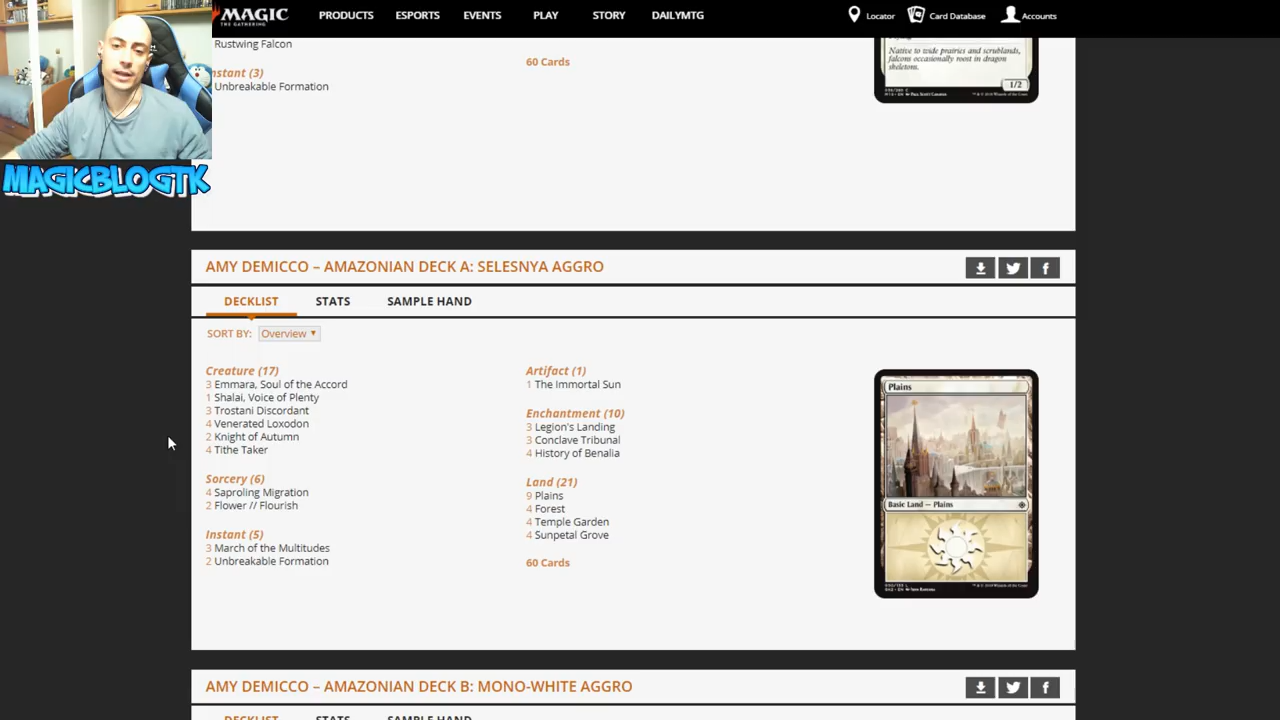 MAGIC
THE GATHERING
PRODUCTS
ESPORTS
EVENTS
PLAY
STORY
DAILYMTG
Locator
Card Database
Accounts
Rustwing Falcon
Instant (3)
Unbreakable Formation
60 Cards
Native to wide prairies and scrublands,
falcons occasionally roost in dragon
skeletons.
1/2
MAGICBLOGTK
AMY DEMICCO – AMAZONIAN DECK A: SELESNYA AGGRO
DECKLIST
STATS
SAMPLE HAND
SORT BY: Overview
Creature (17)
3 Emmara, Soul of the Accord
1 Shalai, Voice of Plenty
3 Trostani Discordant
4 Venerated Loxodon
2 Knight of Autumn
4 Tithe Taker
Sorcery (6)
4 Saproling Migration
2 Flower // Flourish
Instant (5)
3 March of the Multitudes
2 Unbreakable Formation
Artifact (1)
1 The Immortal Sun
Enchantment (10)
3 Legion's Landing
3 Conclave Tribunal
4 History of Benalia
Land (21)
9 Plains
4 Forest
4 Temple Garden
4 Sunpetal Grove
60 Cards
Plains
Basic Land — Plains
AMY DEMICCO – AMAZONIAN DECK B: MONO-WHITE AGGRO
DECKLIST
STATS
SAMPLE HAND